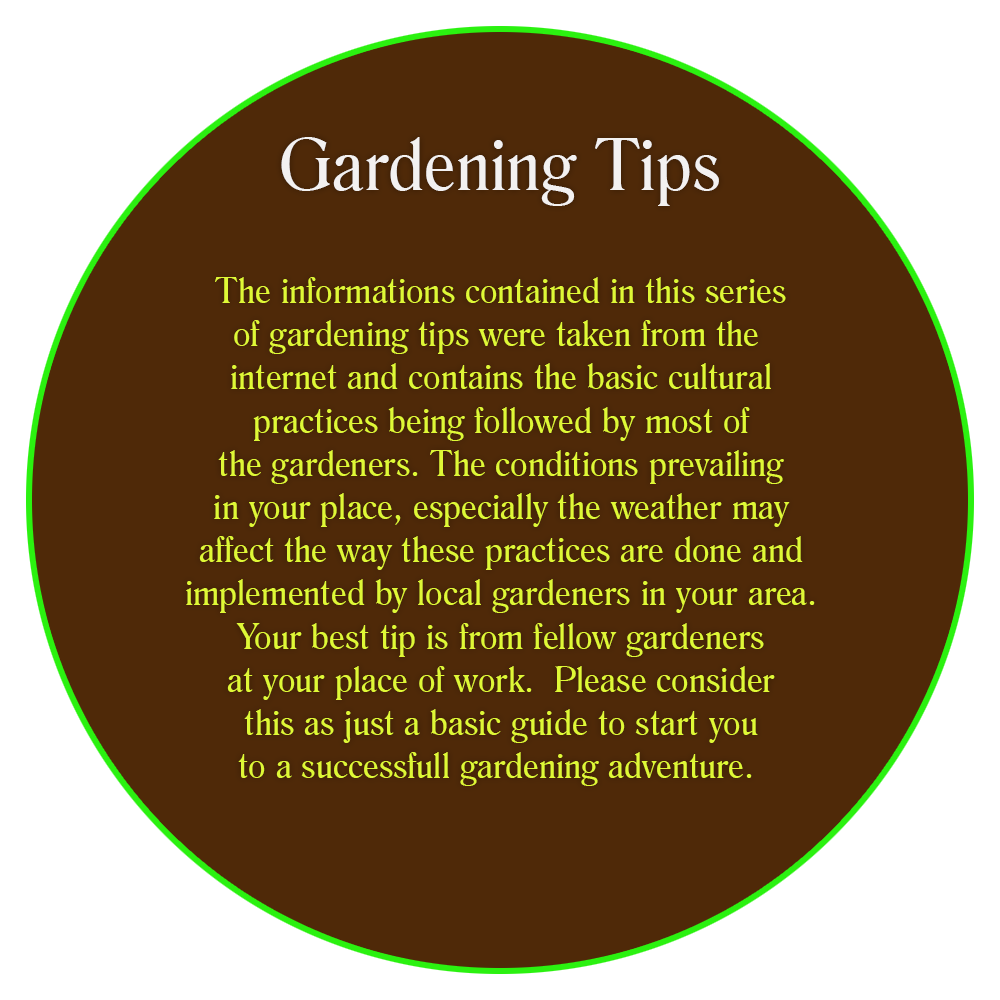 Gardening Tips
The informations contained in this series
of gardening tips were taken from the
internet and contains the basic cultural
practices being followed by most of
the gardeners. The conditions prevailing
in your place, especially the weather may
affect the way these practices are done and
implemented by local gardeners in your area.
Your best tip is from fellow gardeners
at your place of work.  Please consider
this as just a basic guide to start you
to a successfull gardening adventure.